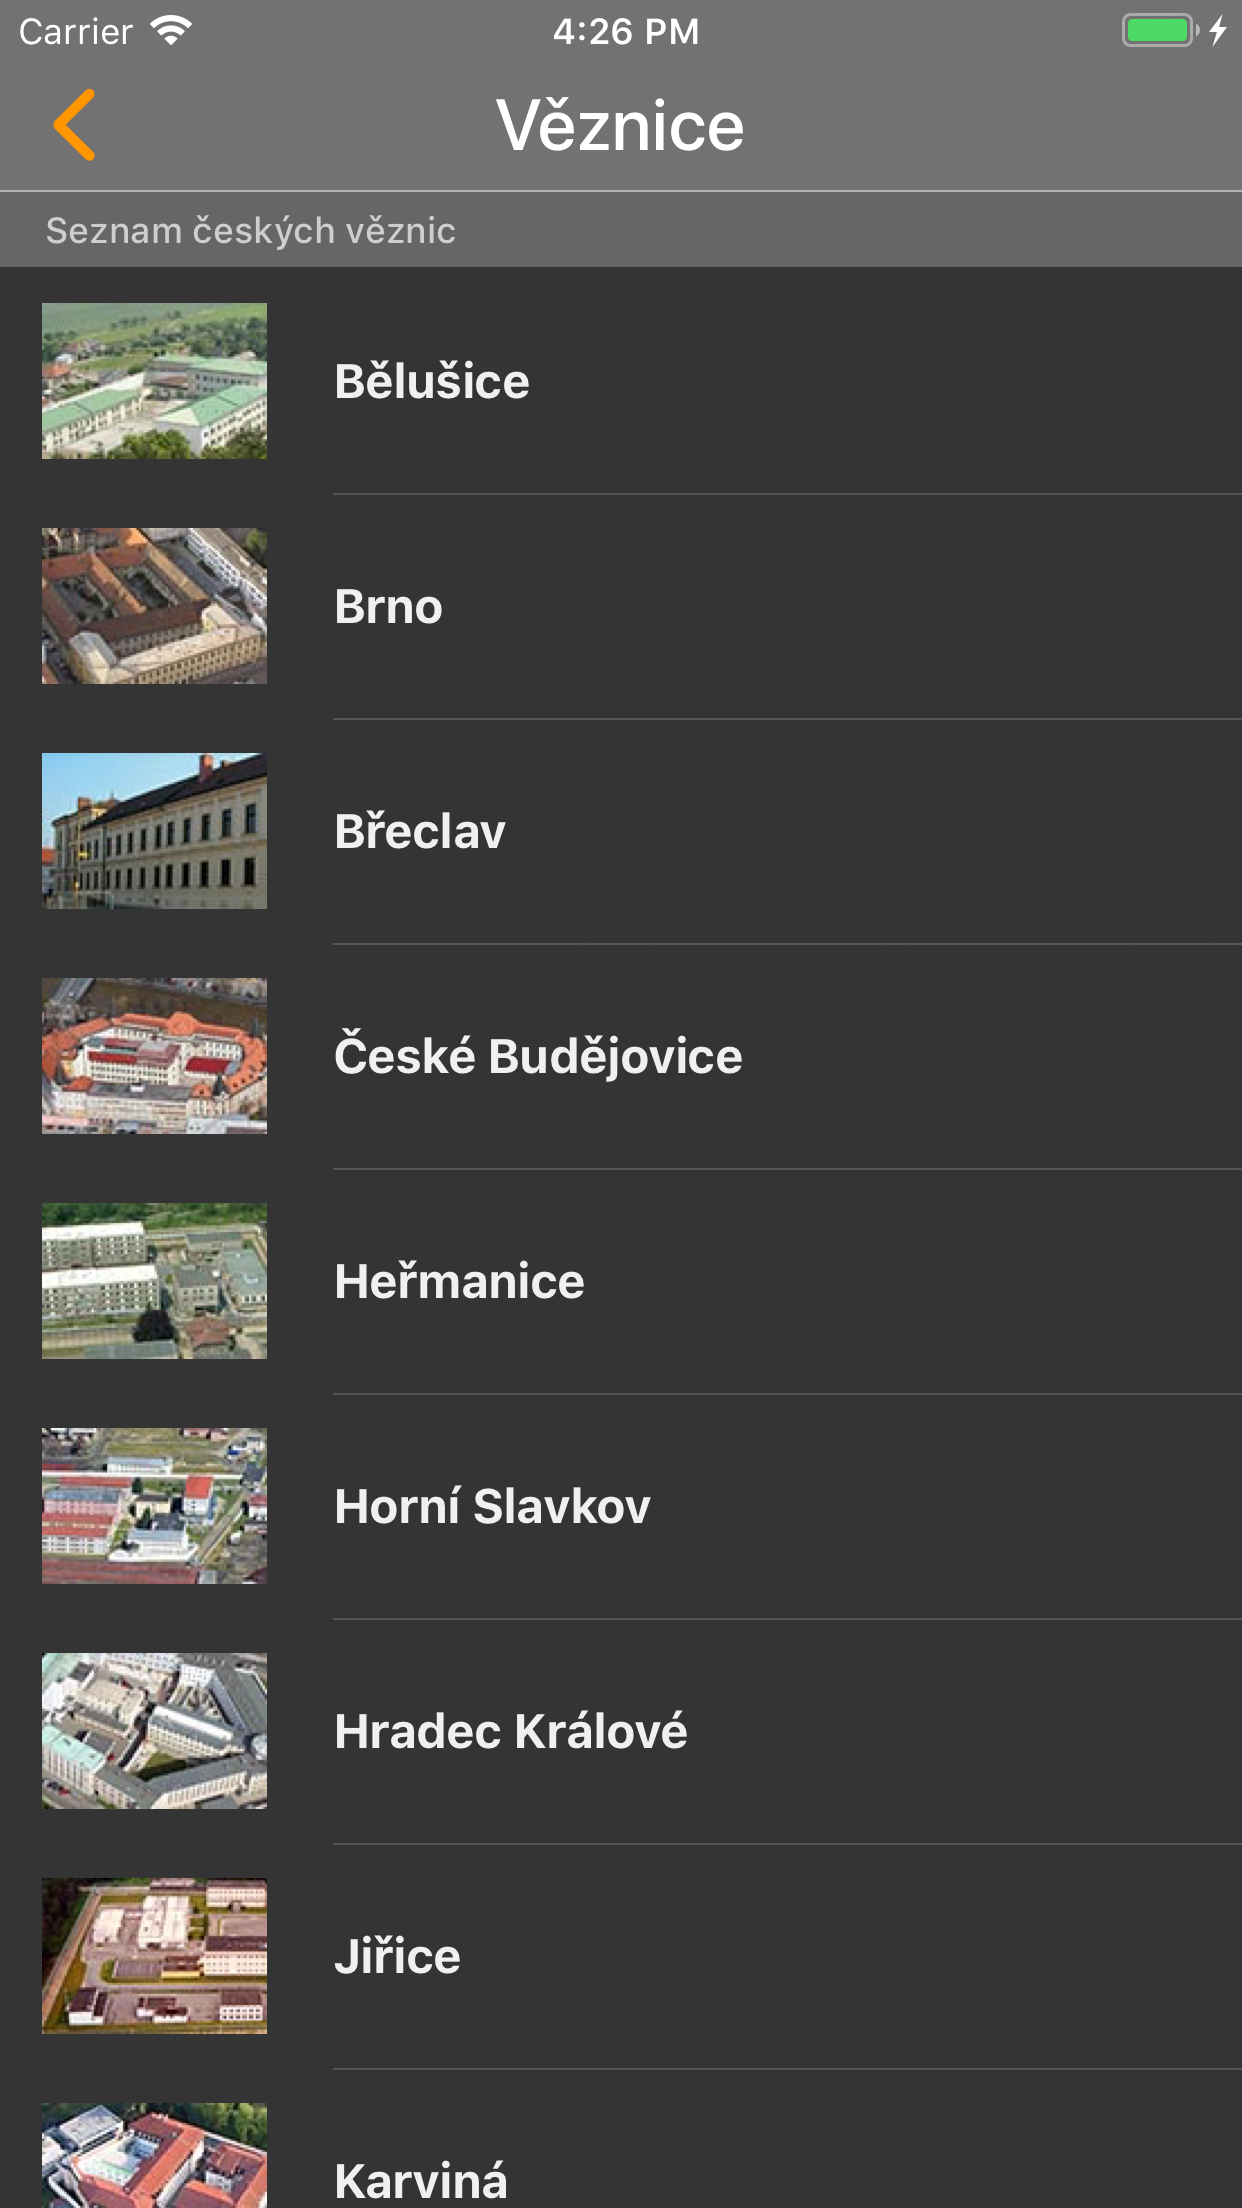 Carrier 4:26 PM
Věznice
Seznam českých věznic
Bělušice
Brno
Břeclav
České Budějovice
Heřmanice
Horní Slavkov
Hradec Králové
Jiřice
Karviná